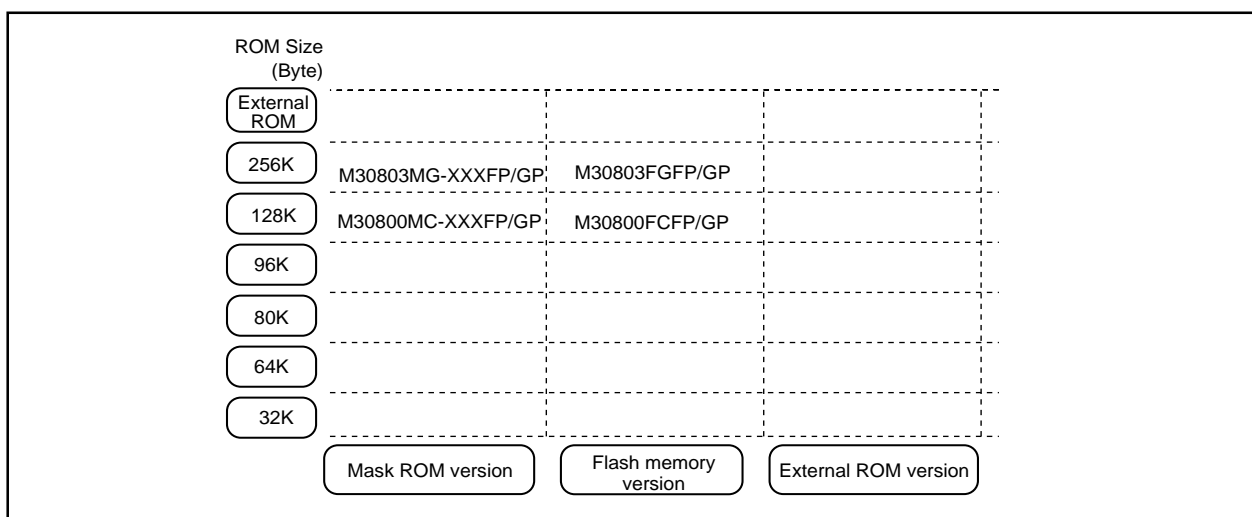 ROM Size
(Byte)
External
ROM
256K
M30803MG-XXXFP/GP
M30803FGFP/GP
128K
M30800MC-XXXFP/GP
M30800FCFP/GP
96K
80K
64K
32K
Mask ROM version
Flash memory
version
External ROM version